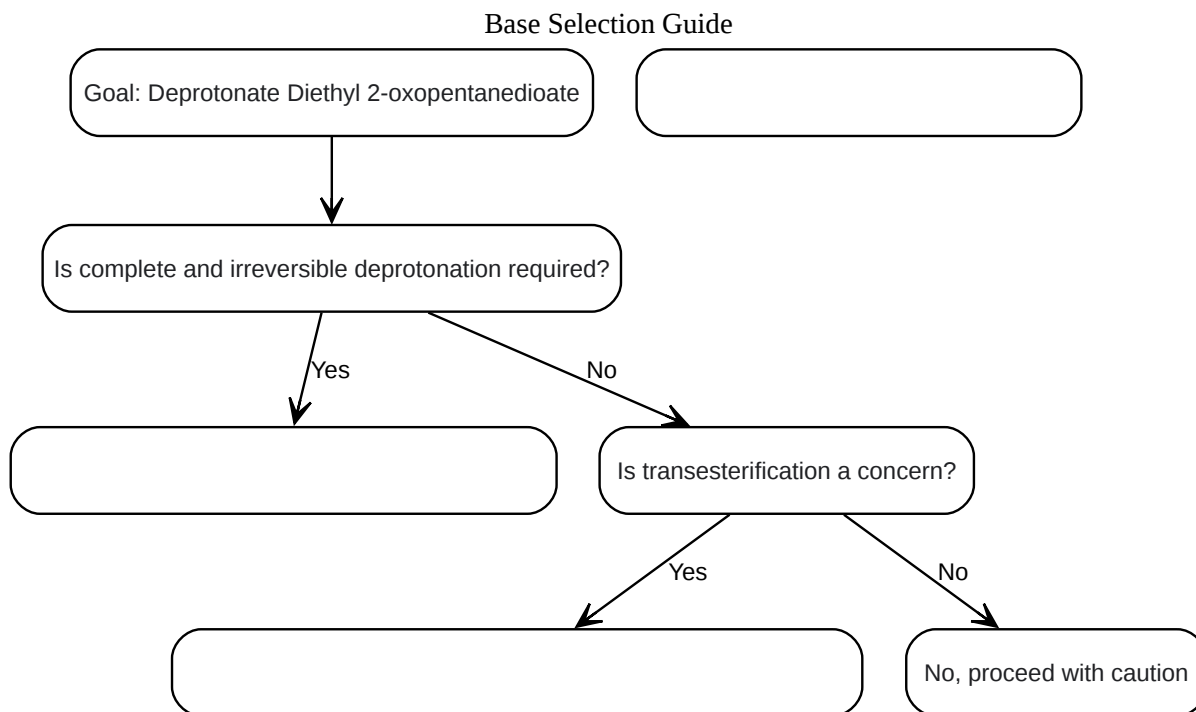 Base Selection Guide
Goal: Deprotonate Diethyl 2-oxopentanedioate
Is complete and irreversible deprotonation required?
Yes
No
Is transesterification a concern?
Yes
No
No, proceed with caution